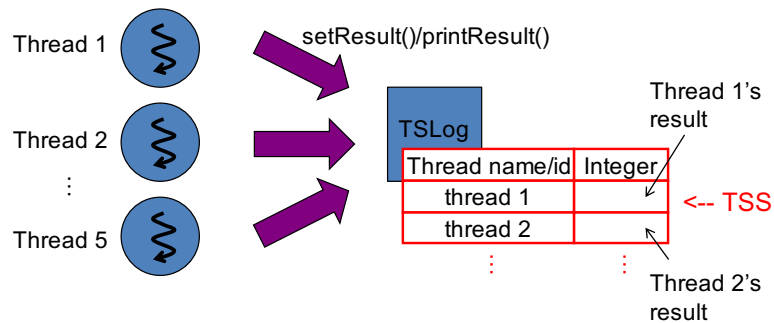 Thread 1
setResult()/printResult()
Thread 1's
result
Thread 2
TSLog
Thread name/id Integer
thread 1
<-- TSS
thread 2
⋮
Thread 5
⋮ ⋮
Thread 2's
result